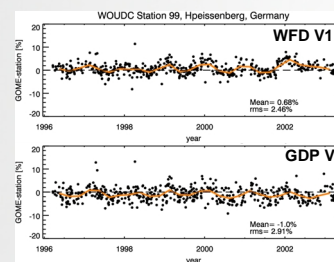 WOUDC Station 99, Hpeissenberg, Germany
WFD V1
GOME-station [%]
20
10
0
-10
-20
Mean= 0.68%
rms= 2.46%
1996
1998
2000
2002
year
GDP V
GOME-station [%]
20
10
0
-10
-20
Mean= -1.0%
rms= 2.91%
1996
1998
2000
2002
year